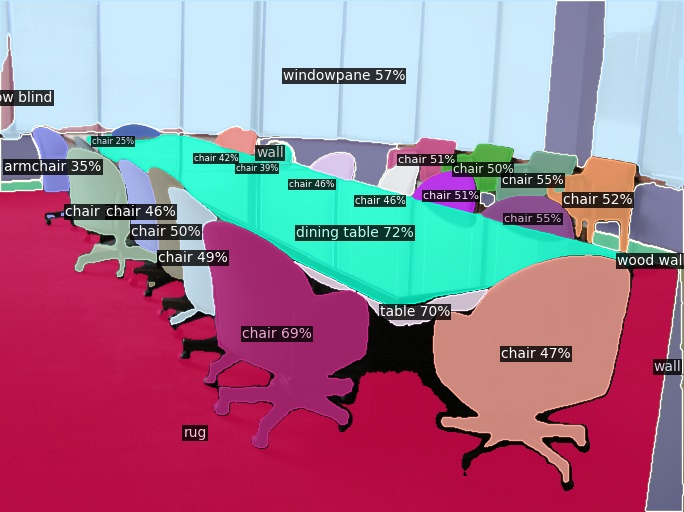 windowpane 57%
ow blind
chair 25%
wall
chair 42%
chair 39%
chair 51%
armchair 35%
chair 50%
chair 46%
chair 55%
chair 46%
chair 51%
chair 52%
chair
chair 46%
chair 55%
chair 50%
dining table 72%
chair 49%
wood wal
table 70%
chair 69%
chair 47%
wall
rug